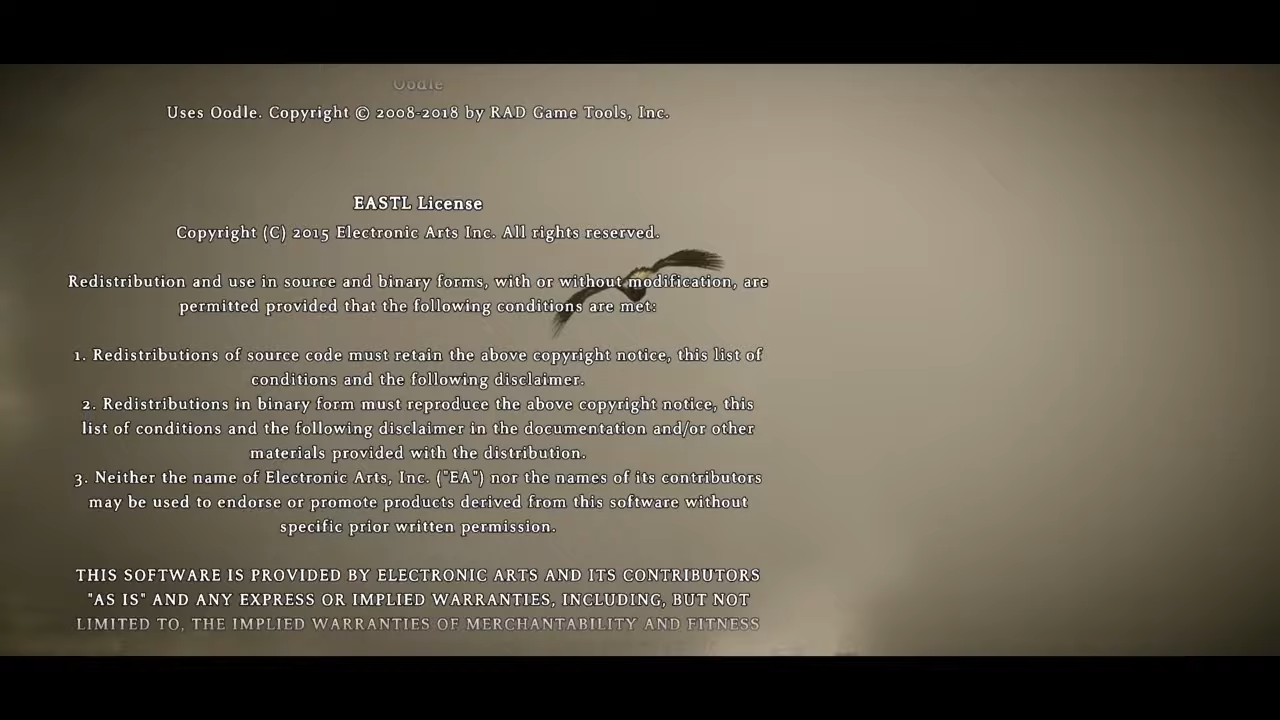 Oodle
Uses Oodle. Copyright © 2008-2018 by RAD Game Tools, Inc.
EASTL License
Copyright (C) 2015 Electronic Arts Inc. All rights reserved.
Redistribution and use in source and binary forms, with or without modification, are
permitted provided that the following conditions are met:
1. Redistributions of source code must retain the above copyright notice, this list of
conditions and the following disclaimer.
2. Redistributions in binary form must reproduce the above copyright notice, this
list of conditions and the following disclaimer in the documentation and/or other
materials provided with the distribution.
3. Neither the name of Electronic Arts, Inc. ("EA") nor the names of its contributors
may be used to endorse or promote products derived from this software without
specific prior written permission.
THIS SOFTWARE IS PROVIDED BY ELECTRONIC ARTS AND ITS CONTRIBUTORS
"AS IS" AND ANY EXPRESS OR IMPLIED WARRANTIES, INCLUDING, BUT NOT
LIMITED TO, THE IMPLIED WARRANTIES OF MERCHANTABILITY AND FITNESS